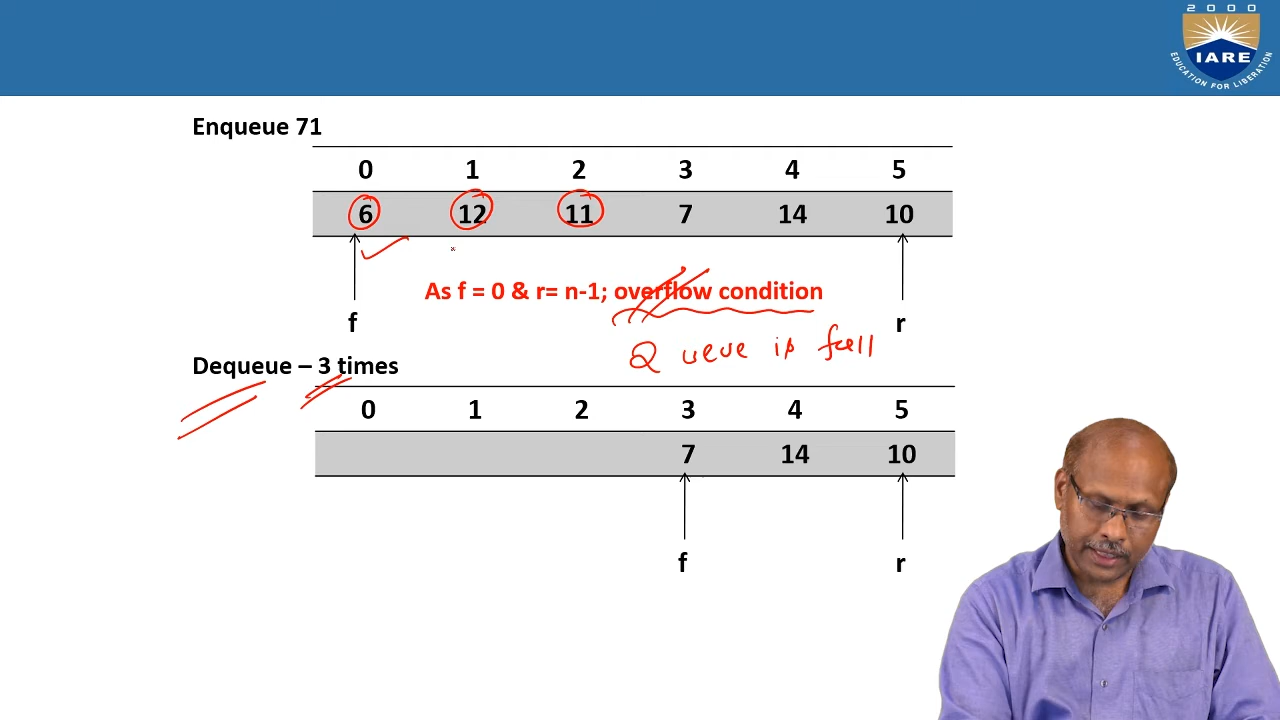 2000
IARE
EDUCATION FOR LIBERATION
Enqueue 71
0 1 2 3 4 5
6 12 11 7 14 10
As f = 0 & r= n-1; overflow condition
f r
Queue is full
Dequeue – 3 times
0 1 2 3 4 5
7 14 10
f r